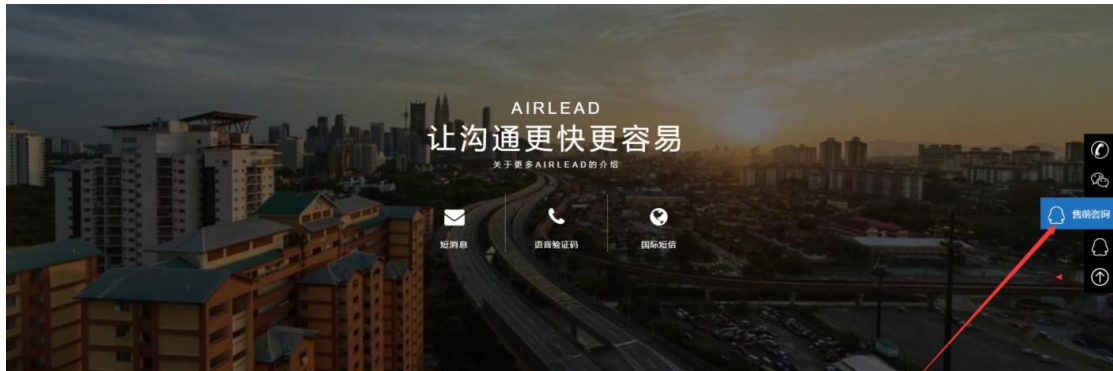 AIRLEAD
让沟通更快更容易
关于更多AIRLEAD的介绍
短消息
语音验证码
国际短信
售前咨询